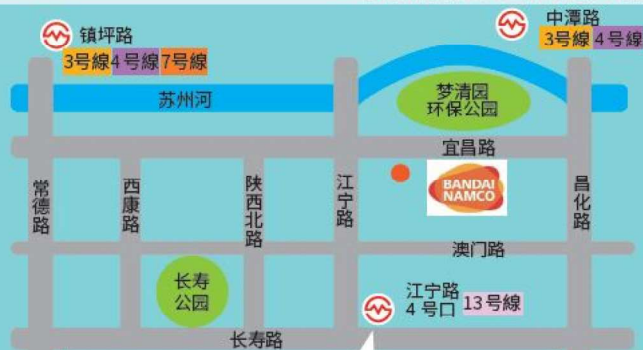 中潭路
3号線 4号線
镇坪路
3号線 4号線 7号線
苏州河
梦清园
环保公园
宜昌路
常德路
西康路
陕西北路
江宁路
BANDAI
NAMCO
昌化路
澳门路
长寿
公园
江宁路
4号口 13号線
长寿路